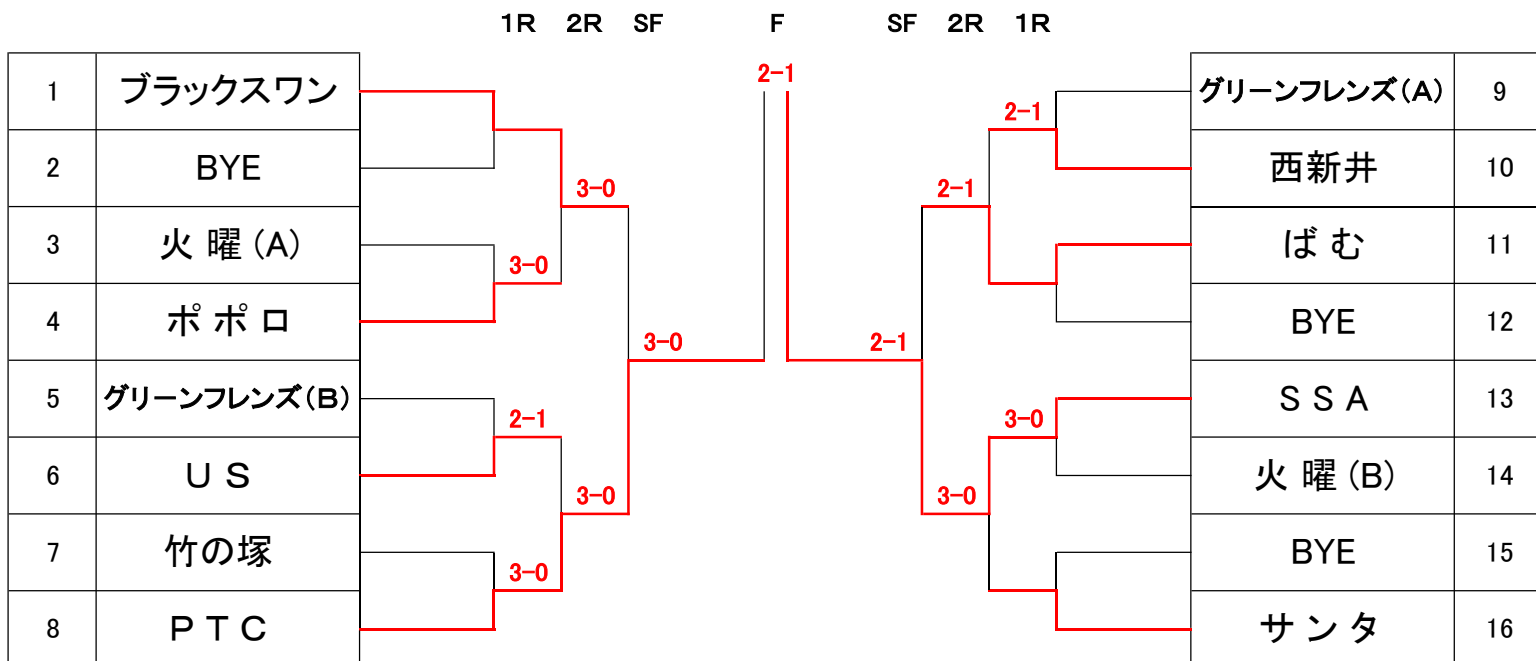 1R 2R SF F SF 2R 1R
2-1
1 ブラックスワン グリーンフレンズ(A) 9
2-1
2 BYE 西新井 10
3-0 2-1
3 火 曜 (A) ば む 11
3-0
4 ポ ポ ロ BYE 12
3-0 2-1
5 グリーンフレンズ(B) S S A 13
2-1 3-0
6 U S 火 曜 (B) 14
3-0 3-0
7 竹の塚 BYE 15
3-0
8 P T C サ ン タ 16